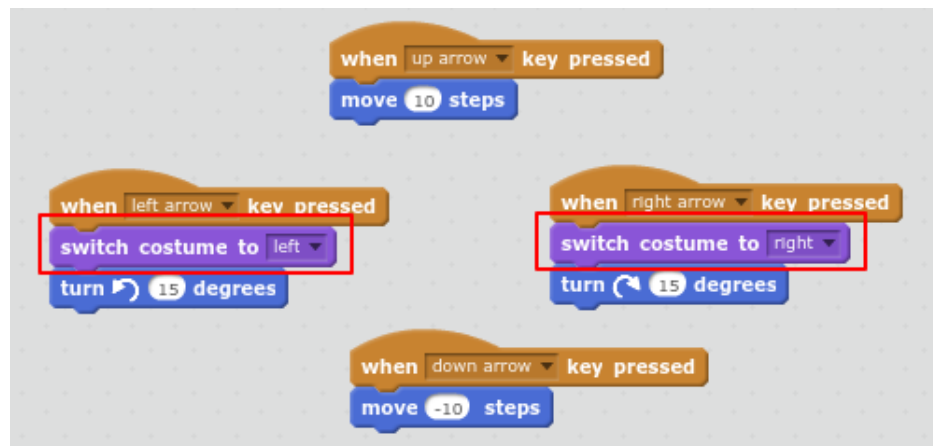 when up arrow key pressed
move 10 steps
when left arrow key pressed
switch costume to left
turn 15 degrees
when right arrow key pressed
switch costume to right
turn 15 degrees
when down arrow key pressed
move -10 steps